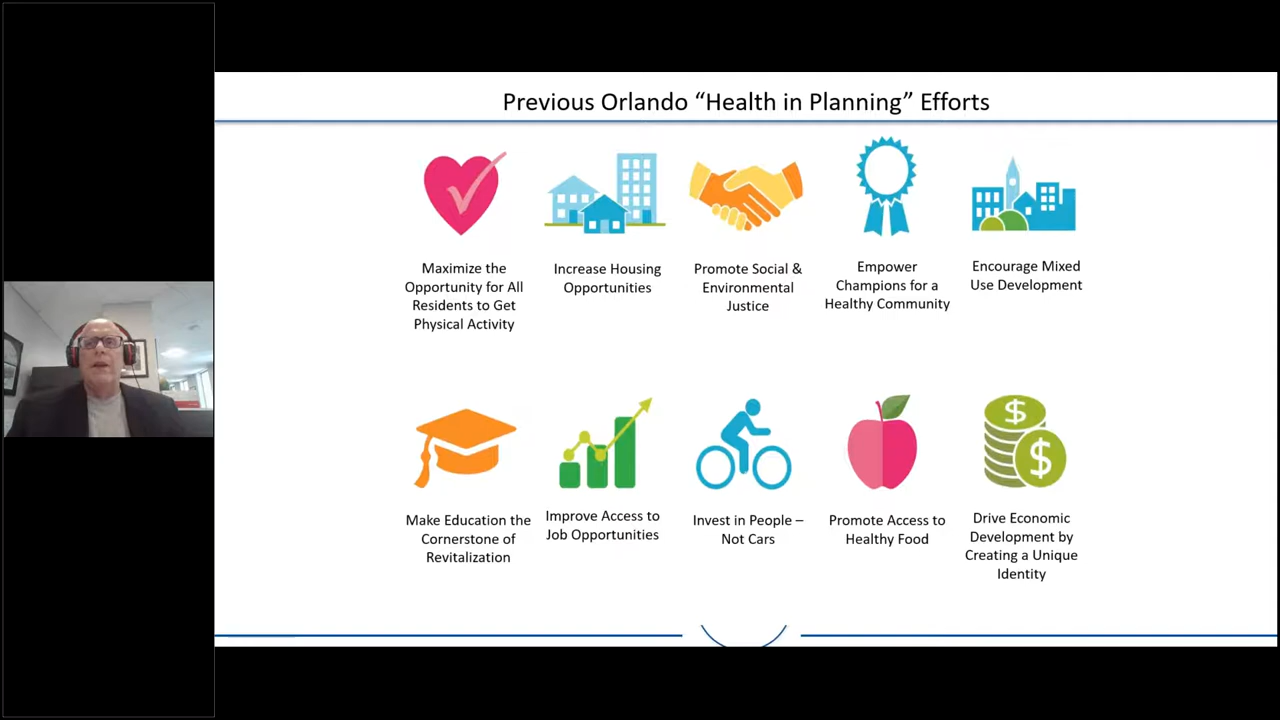 Previous Orlando “Health in Planning” Efforts
Maximize the
Opportunity for All
Residents to Get
Physical Activity
Increase Housing
Opportunities
Promote Social &
Environmental
Justice
Empower
Champions for a
Healthy Community
Encourage Mixed
Use Development
Make Education the
Cornerstone of
Revitalization
Improve Access to
Job Opportunities
Invest in People –
Not Cars
Promote Access to
Healthy Food
$
$
Drive Economic
Development by
Creating a Unique
Identity